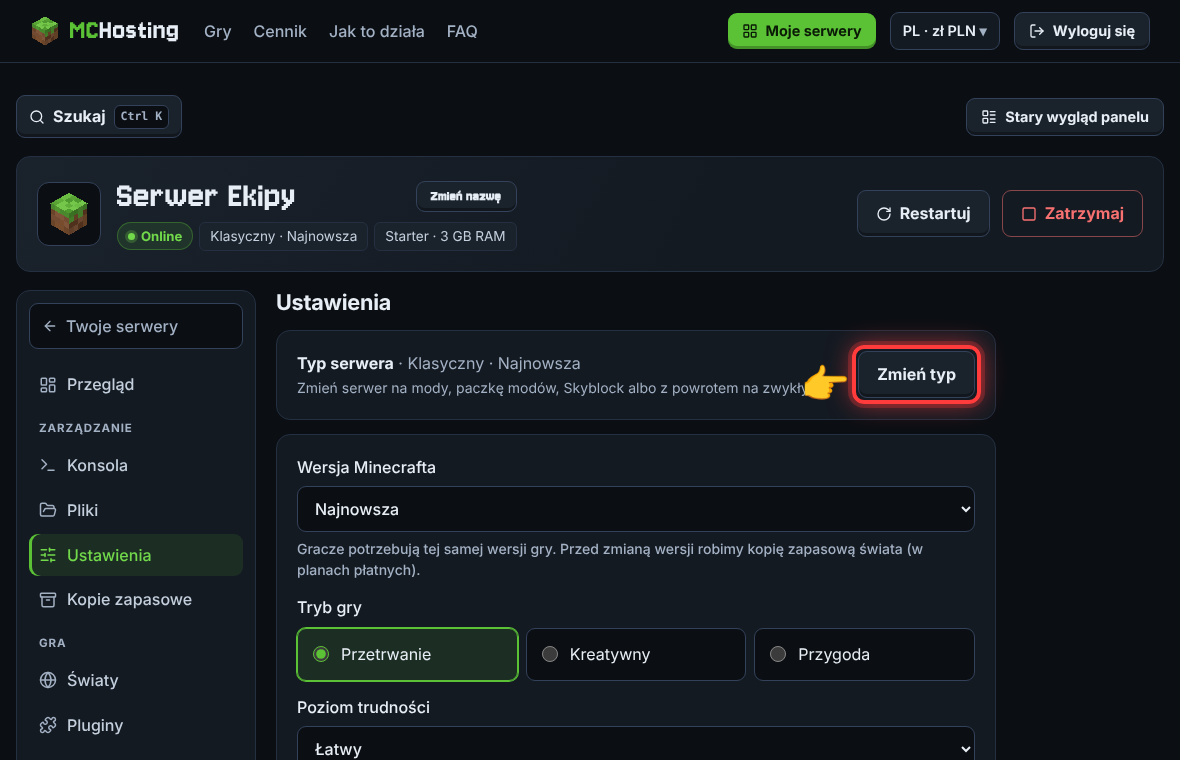 MCHosting Gry Cennik Jak to działa FAQ Moje serwery PL · zł PLN ▾ Wyloguj się
Szukaj Ctrl K Stary wygląd panelu
Serwer Ekipy Zmień nazwę
Online Klasyczny · Najnowsza Starter · 3 GB RAM
Restartuj Zatrzymaj
Twoje serwery
Przegląd
ZARZĄDZANIE
Konsola
Pliki
Ustawienia
Kopie zapasowe
GRA
Światy
Pluginy
Ustawienia
Typ serwera · Klasyczny · Najnowsza
Zmień serwer na mody, paczkę modów, Skyblock albo z powrotem na
Zmień typ
Wersja Minecrafta
Najnowsza
Gracze potrzebują tej samej wersji gry. Przed zmianą wersji robimy kopię zapasową świata (w
planach płatnych).
Tryb gry
Przetrwanie Kreatywny Przygoda
Poziom trudności
Łatwy